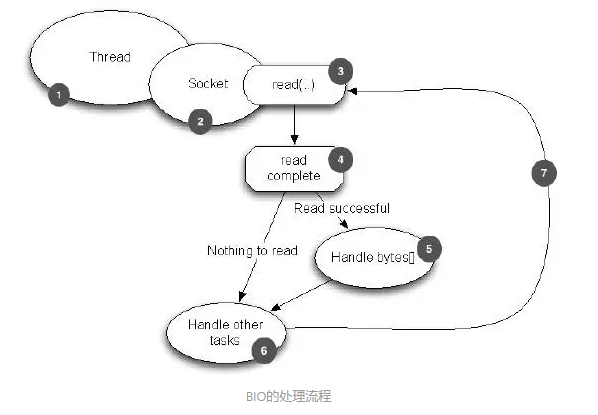 Thread
1
Socket
2
read(..)
3
read
complete
4
Read successful
Nothing to read
Handle bytes[]
5
Handle other
tasks
6
7
BIO的处理流程